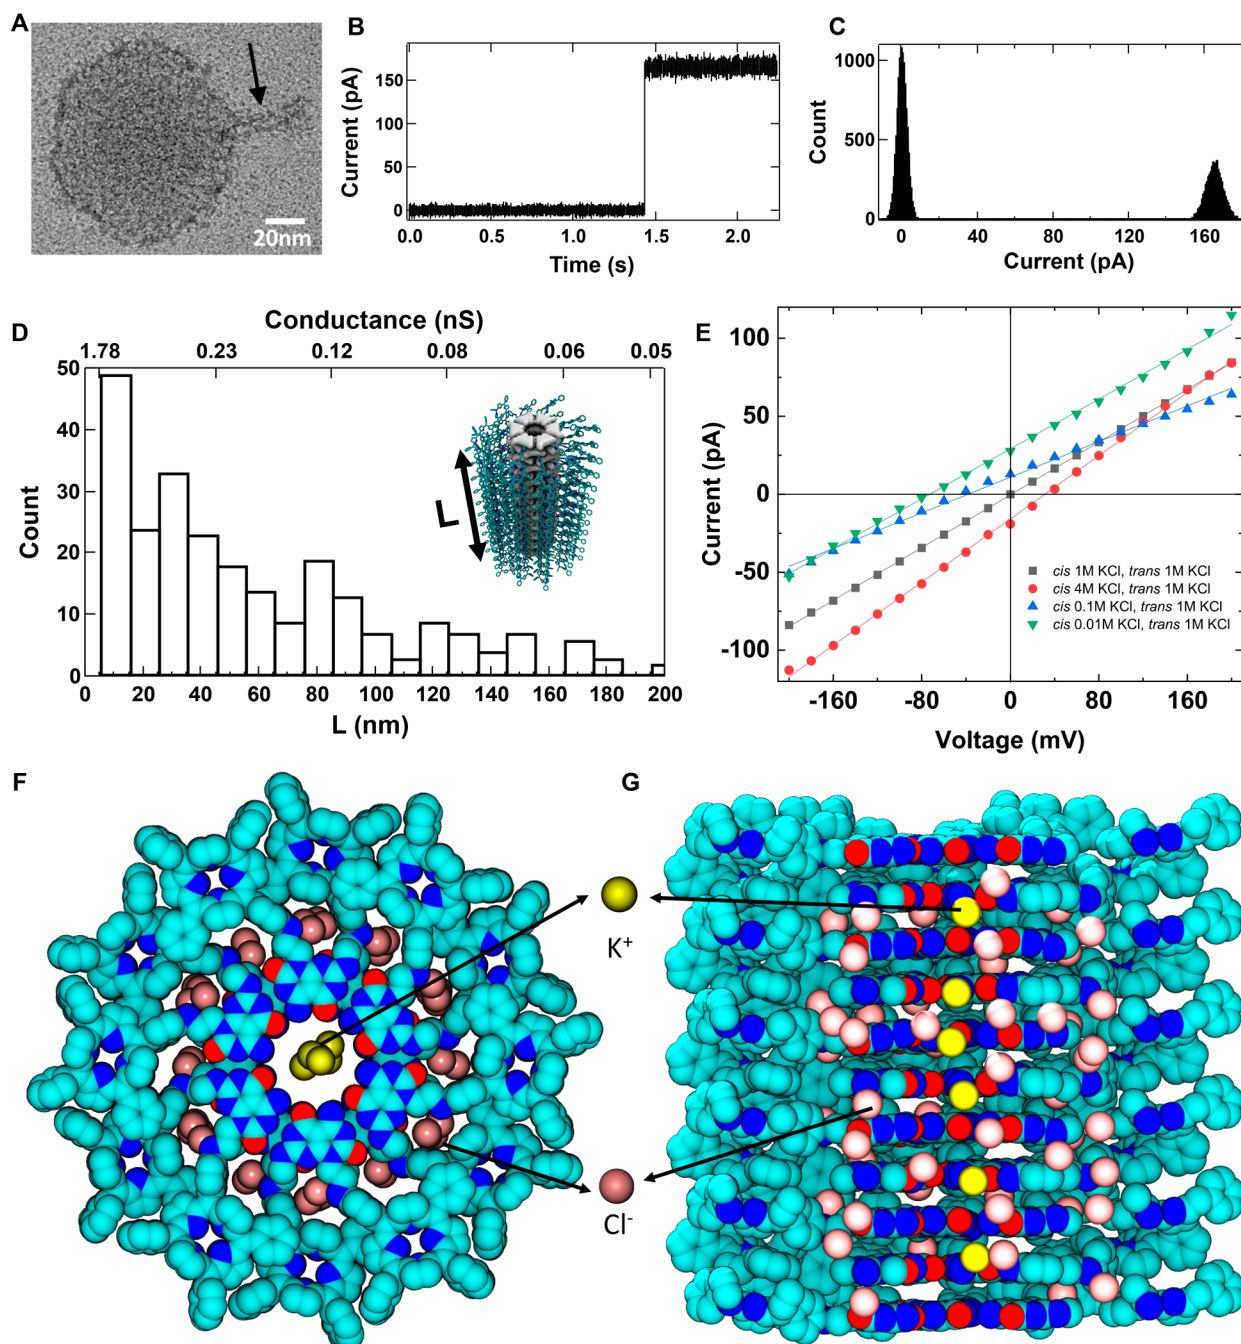 A
20nm
B
150
100
50
0
Current (pA)
0.0
0.5
1.0
1.5
2.0
Time (s)
C
1000
500
0
Count
0
40
80
120
160
Current (pA)
D
Conductance (nS)
1.78
0.23
0.12
0.08
0.06
0.05
50
40
30
20
10
0
Count
L
0
20
40
60
80
100
120
140
160
180
200
L (nm)
E
100
50
0
-50
-100
Current (pA)
cis 1M KCl, trans 1M KCl
cis 4M KCl, trans 1M KCl
cis 0.1M KCl, trans 1M KCl
cis 0.01M KCl, trans 1M KCl
-160
-80
0
80
160
Voltage (mV)
F
G
K⁺
Cl⁻